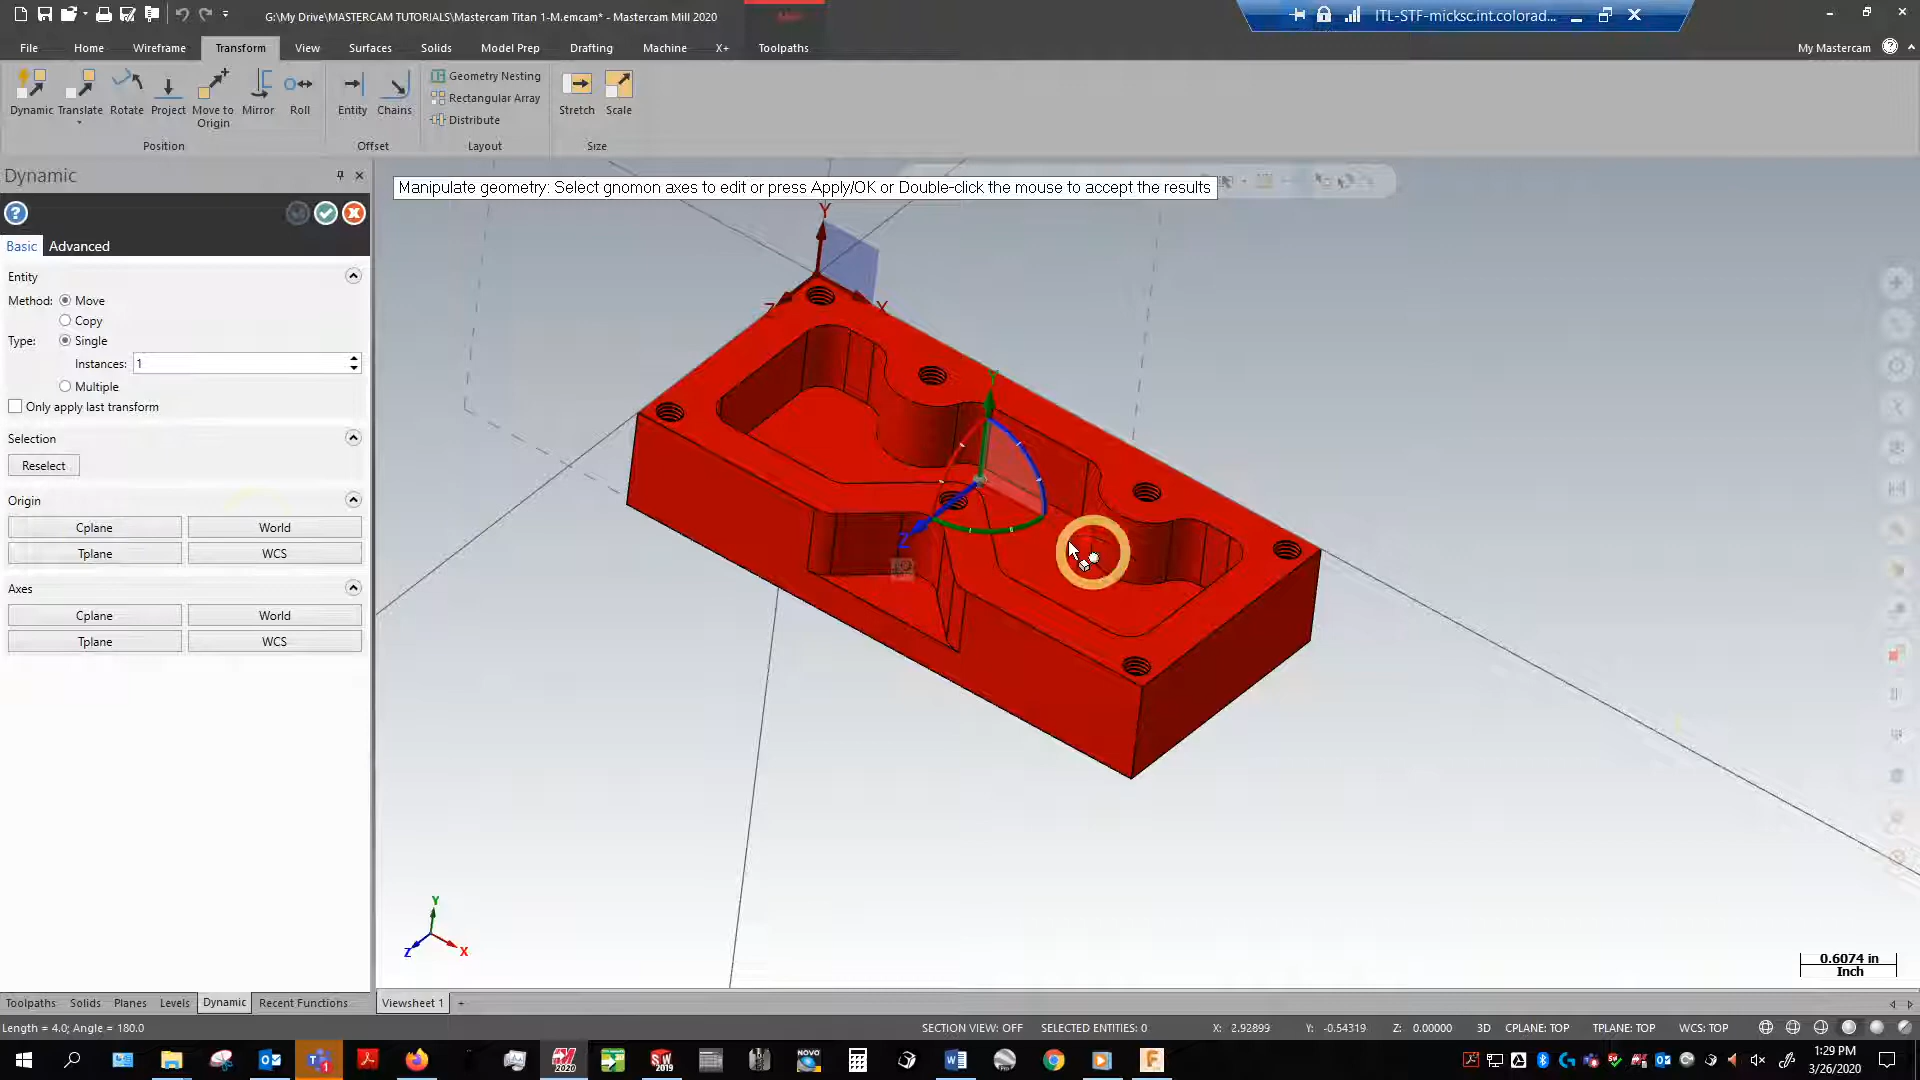 G:\My Drive\MASTERCAM TUTORIALS\Mastercam Titan 1-M.emcam* - Mastercam Mill 2020
ITL-STF-micksc.int.colorad...
File Home Wireframe Transform View Surfaces Solids Model Prep Drafting Machine X+ Toolpaths My Mastercam
Dynamic Translate Rotate Project Move to Origin Mirror Roll Entity Chains Geometry Nesting Stretch Scale
Rectangular Array
Distribute
Position Offset Layout Size
Dynamic
Manipulate geometry: Select gnomon axes to edit or press Apply/OK or Double-click the mouse to accept the results
Basic Advanced
Entity
Method: Move
Copy
Type: Single
Instances: 1
Multiple
Only apply last transform
Selection
Reselect
Origin
Cplane World
Tplane WCS
Axes
Cplane World
Tplane WCS
Y
Z X
Y
Z
Y
Z X
0.6074 in
Inch
Toolpaths Solids Planes Levels Dynamic Recent Functions Viewsheet 1 +
Length = 4.0; Angle = 180.0 SECTION VIEW: OFF SELECTED ENTITIES: 0 X: 2.92899 Y: -0.54319 Z: 0.00000 3D CPLANE: TOP TPLANE: TOP WCS: TOP
2020 SW 2019 NOVO
1:29 PM
3/26/2020